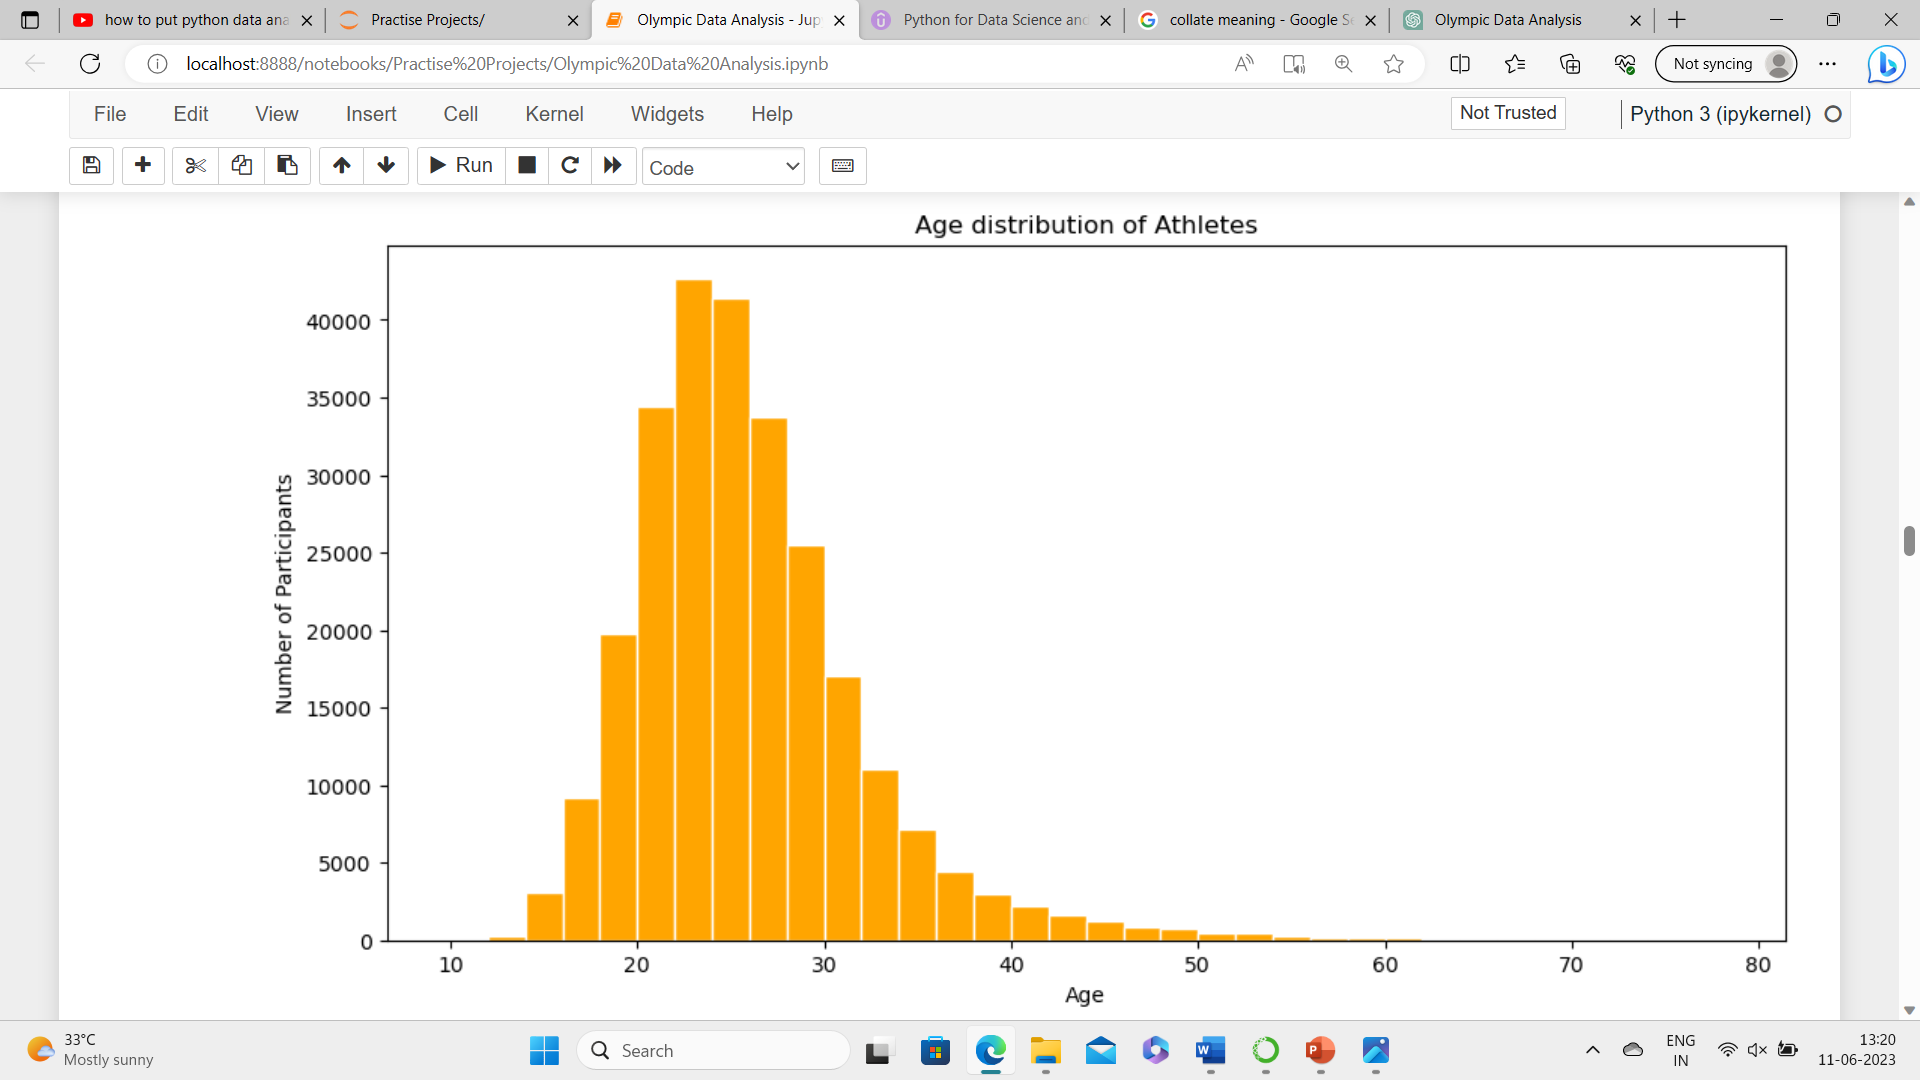 how to put python data ana
Practise Projects/
Olympic Data Analysis - Jup
Python for Data Science and
collate meaning - Google Se
Olympic Data Analysis
localhost:8888/notebooks/Practise%20Projects/Olympic%20Data%20Analysis.ipynb
Not syncing
File Edit View Insert Cell Kernel Widgets Help
Not Trusted
Python 3 (ipykernel)
Run
Code
Age distribution of Athletes
Number of Participants
40000
35000
30000
25000
20000
15000
10000
5000
0
10 20 30 40 50 60 70 80
Age
33°C
Mostly sunny
Search
ENG
IN
13:20
11-06-2023